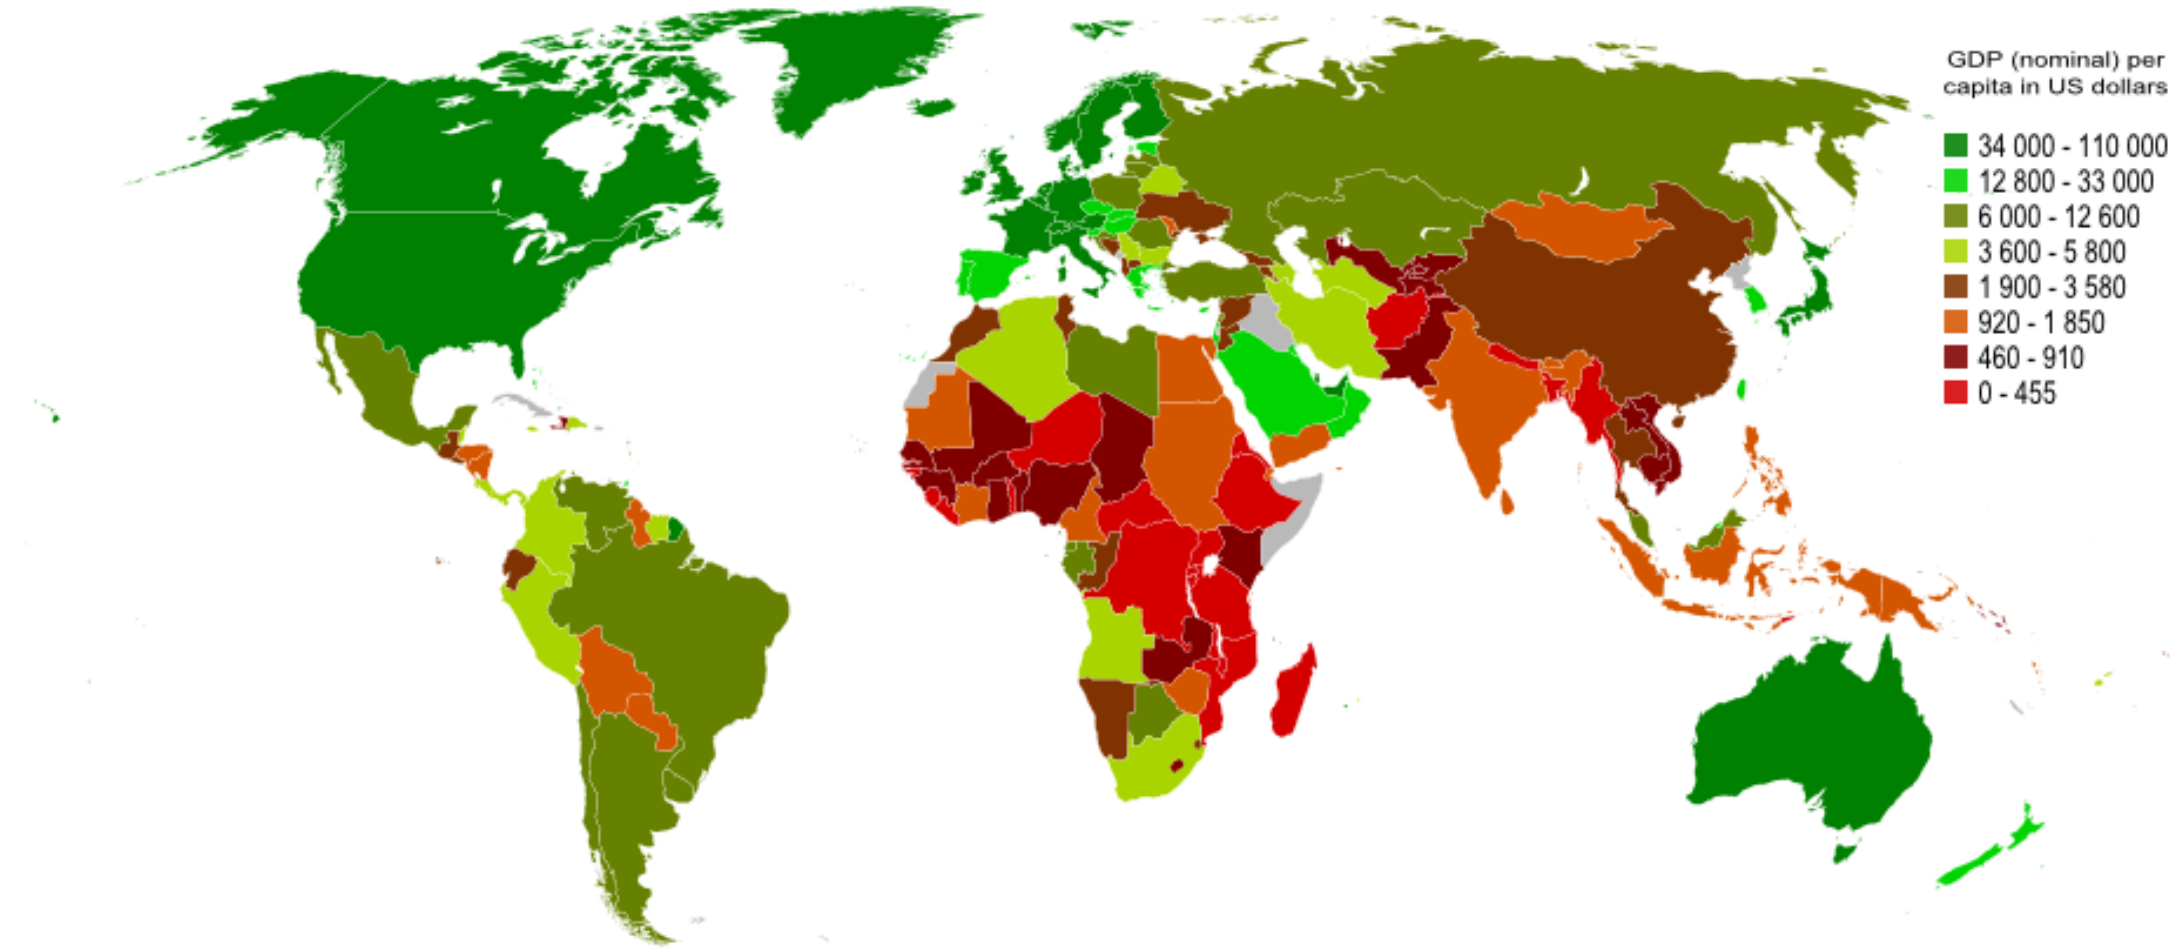 GDP (nominal) per
capita in US dollars
34 000 - 110 000
12 800 - 33 000
6 000 - 12 600
3 600 - 5 800
1 900 - 3 580
920 - 1 850
460 - 910
0 - 455